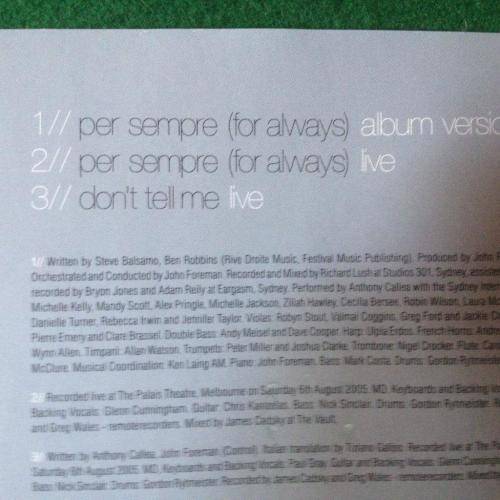 1// per sempre (for always) album versio
2// per sempre (for always) live
3// don't tell me live
1// Written by Steve Balsamo, Ben Robbins (Rive Droite Music, Festival Music Publishing). Produced by John F
Orchestrated and Conducted by John Foreman. Recorded and Mixed by Richard Lush at Studios 301, Sydney, assiste
recorded by Bryon Jones and Adam Reily at Eargasm, Sydney. Performed by Anthony Callea with the Sydney Inter
Michelle Kelly, Mandy Scott, Alex Pringle, Michelle Jackson, Zillah Hawley, Cecilia Bersee, Robin Wilson, Laura M
Danielle Turner, Rebecca Irwin and Jennifer Taylor. Violas: Robyn Stout, Valmai Coggins, Greg Ford and Jackie C
Pierre Emery and Clare Brassel. Double Bass: Andy Meisel and Dave Cooper. Harp: Ulpia Erdos. French Horns: Andre
Wynn Allen. Timpani: Allan Watson. Trumpets: Peter Miller and Joshua Clarke. Trombone: Nigel Crocker. Flute: Car
McClure. Musical Coordination: Ken Laing AM. Piano: John Foreman. Bass: Mark Costa. Drums: Gordon Rytmeister
2// Recorded live at The Palais Theatre, Melbourne on Saturday 6th August 2005. MD, Keyboards and Backing
Backing Vocals: Glenn Cunningham. Guitar: Chris Kamzelas. Bass: Nick Sinclair. Drums: Gordon Rytmeister. R
and Greg Wales - remoterecorders. Mixed by James Cadsky at The Vault.
3// Written by Anthony Callea, John Foreman. (Control). Italian translation by Tiziano Galibo. Recorded live at The P
Saturday 6th August 2005. MD, Keyboards and Backing Vocals: Paul Gray. Guitar and Backing Vocals: Glenn Cunning
Bass: Nick Sinclair. Drums: Gordon Rytmeister. Recorded by James Cadsky and Greg Wales - remoterecorders. Mixed